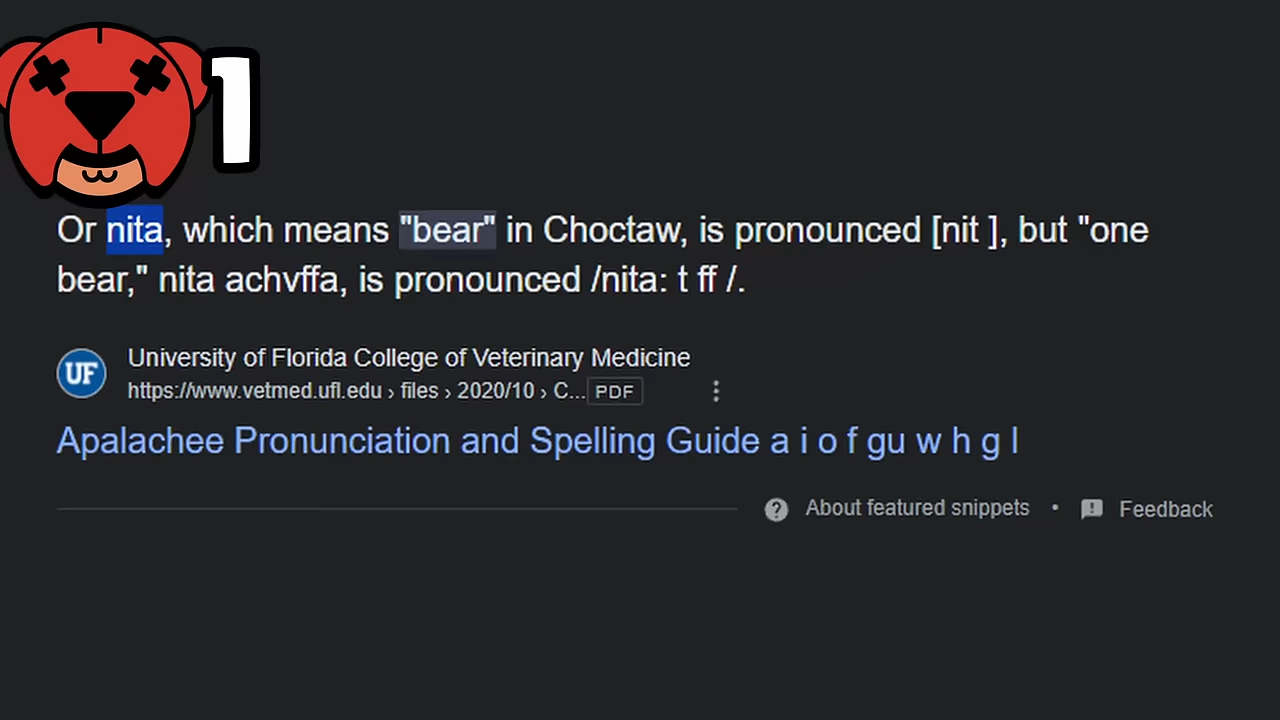 1
Or nita, which means "bear" in Choctaw, is pronounced [nit ], but "one
bear," nita achvffa, is pronounced /nita: t ff /.
UF
University of Florida College of Veterinary Medicine
https://www.vetmed.ufl.edu › files › 2020/10 › C... PDF
Apalachee Pronunciation and Spelling Guide a i o f gu w h g l
About featured snippets • Feedback